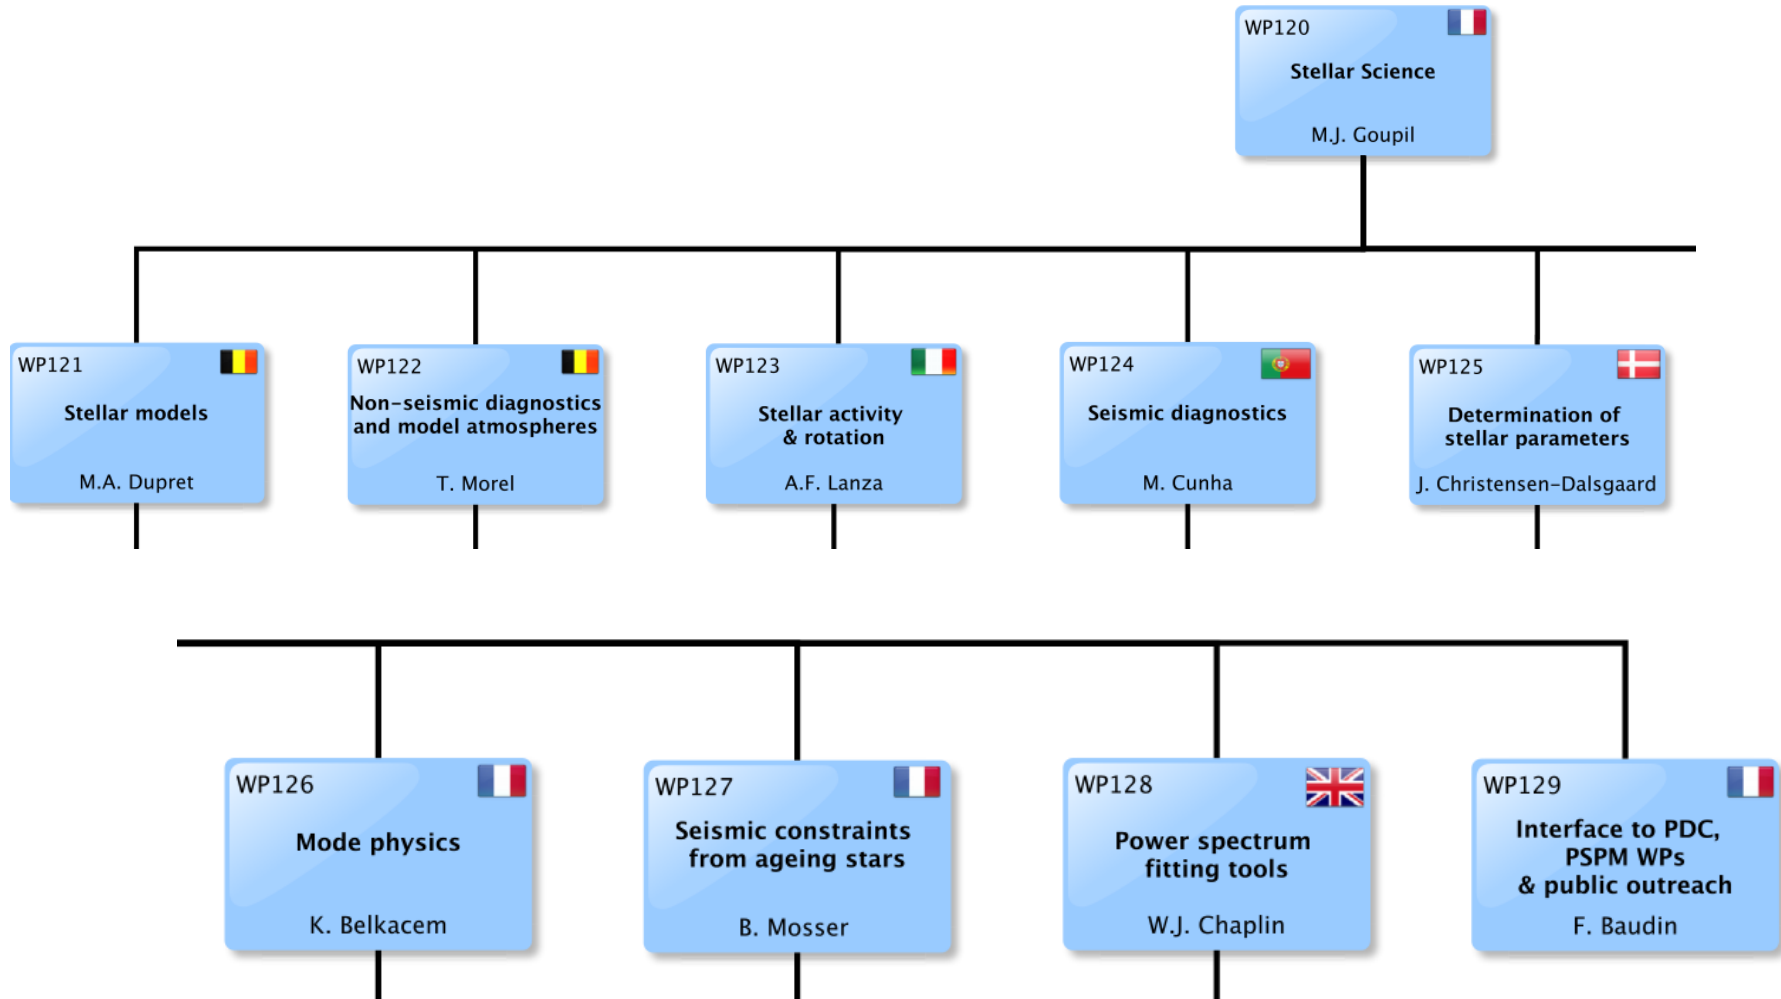 WP120
Stellar Science
M.J. Goupil
WP121
Stellar models
M.A. Dupret
WP122
Non-seismic diagnostics
and model atmospheres
T. Morel
WP123
Stellar activity
& rotation
A.F. Lanza
WP124
Seismic diagnostics
M. Cunha
WP125
Determination of
stellar parameters
J. Christensen-Dalsgaard
WP126
Mode physics
K. Belkacem
WP127
Seismic constraints
from ageing stars
B. Mosser
WP128
Power spectrum
fitting tools
W.J. Chaplin
WP129
Interface to PDC,
PSPM WPs
& public outreach
F. Baudin